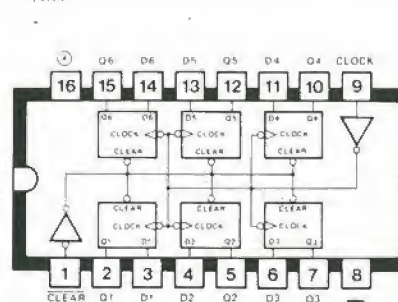 Q6 D6 D5 Q5 D4 Q4 CLOCK
16 15 14 13 12 11 10 9
Q6 D6 D5 Q5 D4 Q4
CLOCK CLOCK CLOCK
CLEAR CLEAR CLEAR
CLEAR CLEAR CLEAR
CLOCK CLOCK CLOCK
Q1 D1 D2 Q2 D3 Q3
1 2 3 4 5 6 7 8
CLEAR Q1 D1 D2 Q2 D3 Q3